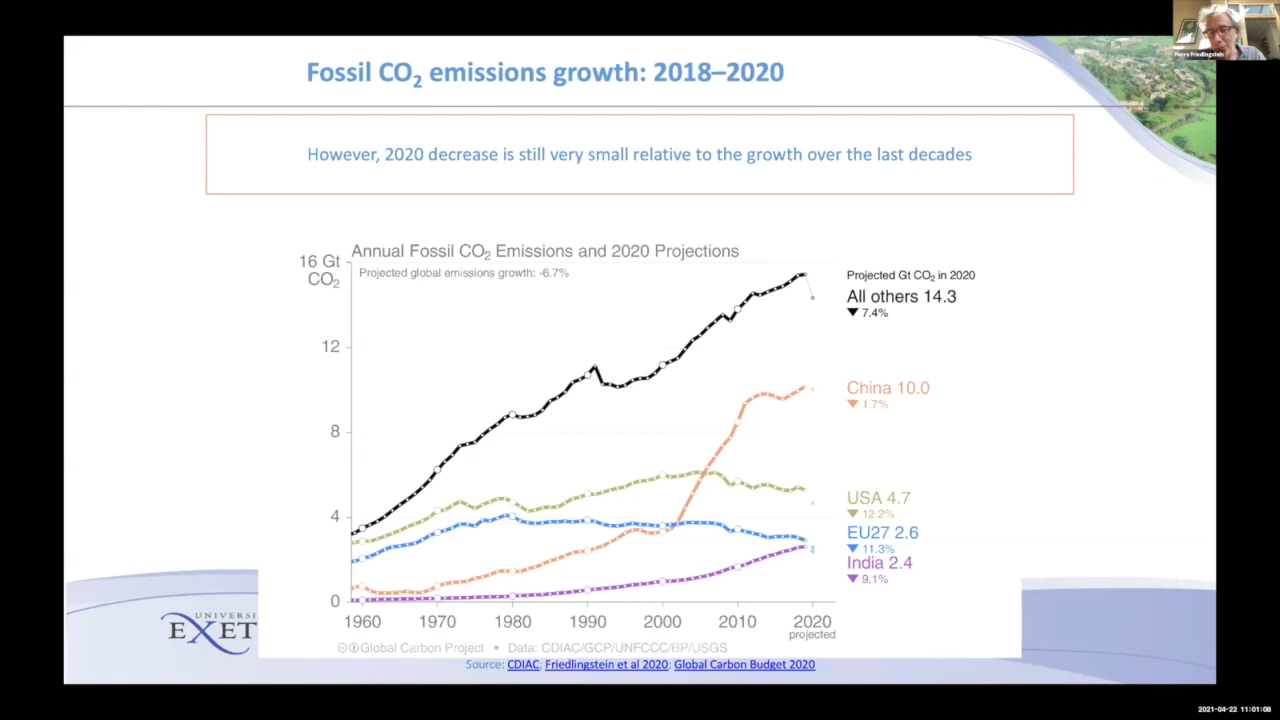 Pierre Friedlingstein
Fossil CO₂ emissions growth: 2018–2020
However, 2020 decrease is still very small relative to the growth over the last decades
Annual Fossil CO₂ Emissions and 2020 Projections
Projected global emissions growth: -6.7%
16 Gt
CO₂
12
8
4
0
1960 1970 1980 1990 2000 2010 2020
projected
Projected Gt CO₂ in 2020
All others 14.3
▼ 7.4%
China 10.0
▼ 1.7%
USA 4.7
▼ 12.2%
EU27 2.6
▼ 11.3%
India 2.4
▼ 9.1%
UNIVERSI
EXET
Global Carbon Project • Data: CDIAC/GCP/UNFCCC/BP/USGS
Source: CDIAC; Friedlingstein et al 2020; Global Carbon Budget 2020
2021-04-22 11:01:08